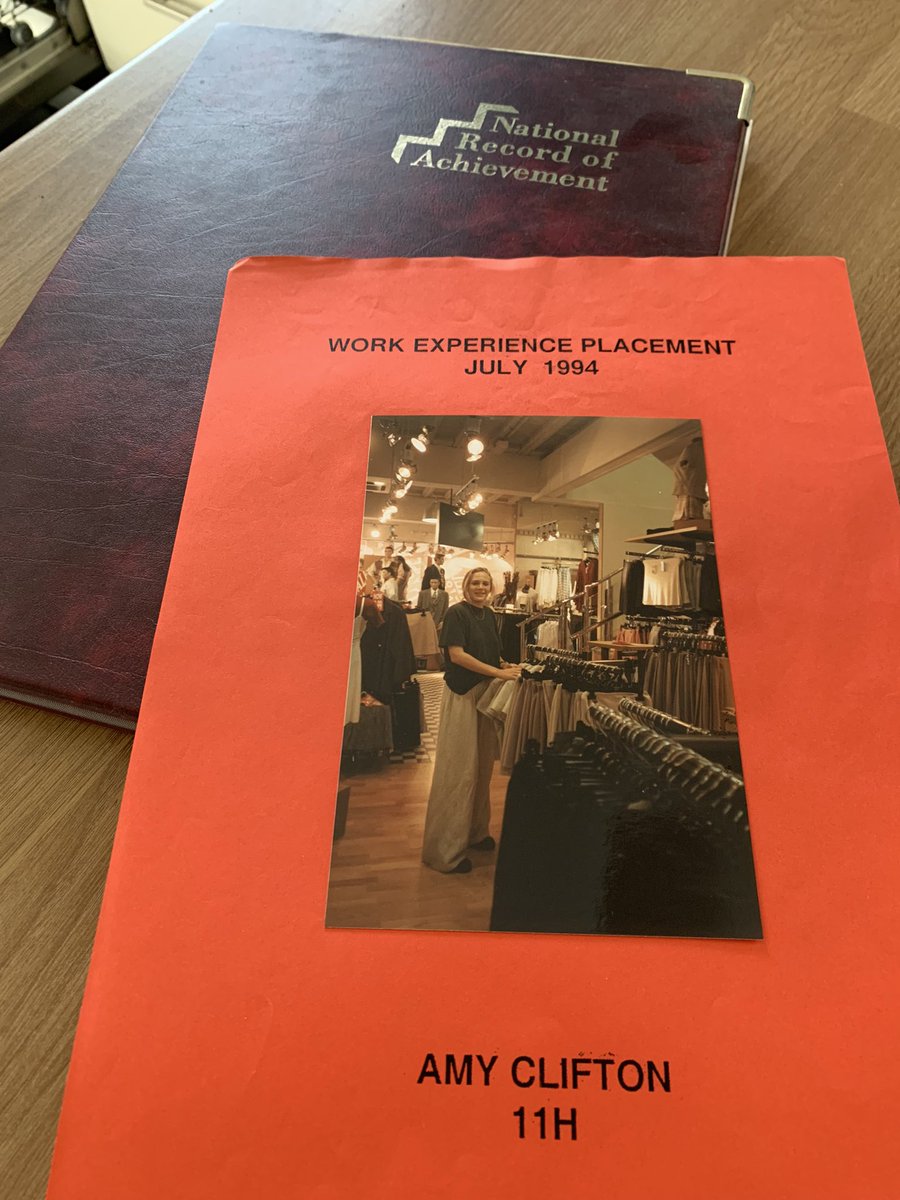 National
Record of
Achievement
WORK EXPERIENCE PLACEMENT
JULY 1994
AMY CLIFTON
11H